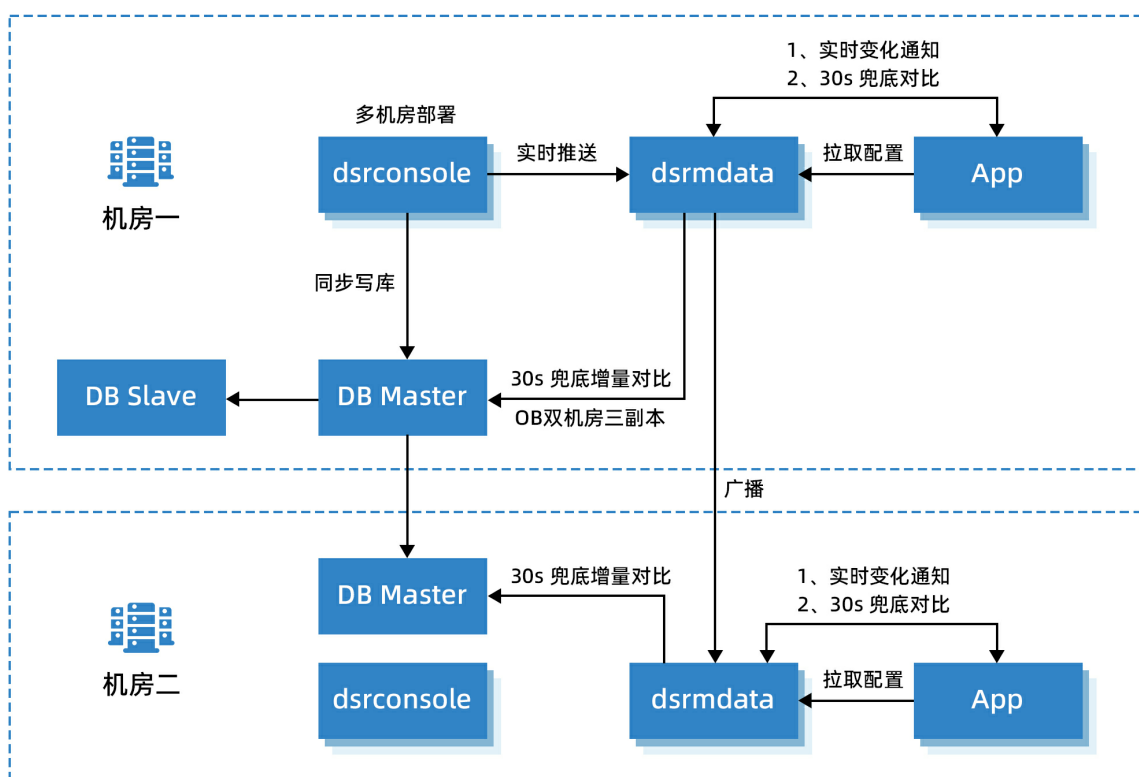 1、实时变化通知
2、30s 兜底对比
多机房部署
dsrconsole
实时推送
dsrmdata
拉取配置
App
机房一
同步写库
DB Slave
DB Master
30s 兜底增量对比
OB双机房三副本
广播
DB Master
30s 兜底增量对比
1、实时变化通知
2、30s 兜底对比
机房二
dsrconsole
dsrmdata
拉取配置
App